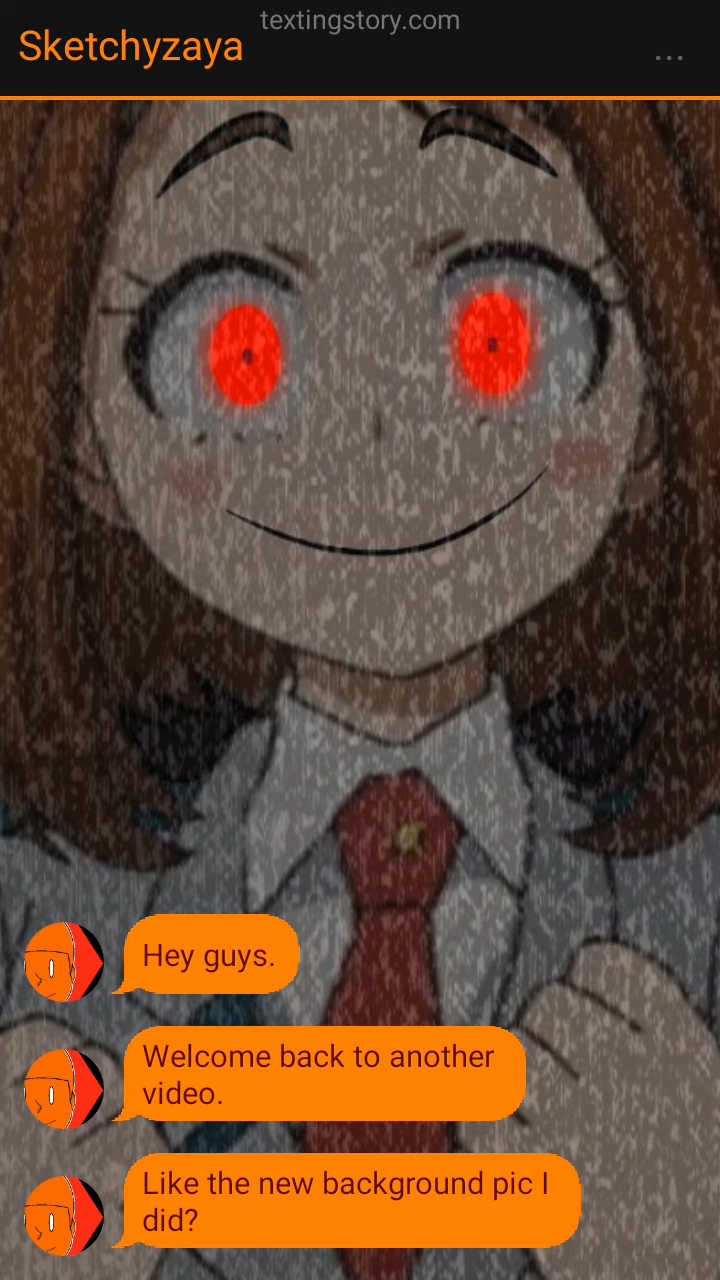 textingstory.com
Sketchyzaya
...
Hey guys.
Welcome back to another
video.
Like the new background pic I
did?